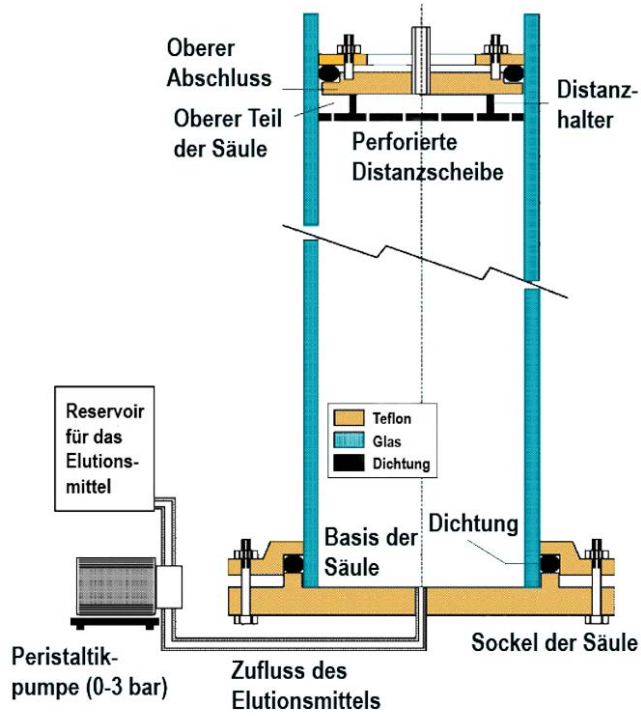 Oberer
Abschluss
Oberer Teil
der Säule
Distanz-
halter
Perforierte
Distanzscheibe
Reservoir
für das
Elutions-
mittel
Teflon
Glas
Dichtung
Basis der
Säule
Dichtung
Peristaltik-
pumpe (0-3 bar)
Zufluss des
Elutionsmittels
Sockel der Säule